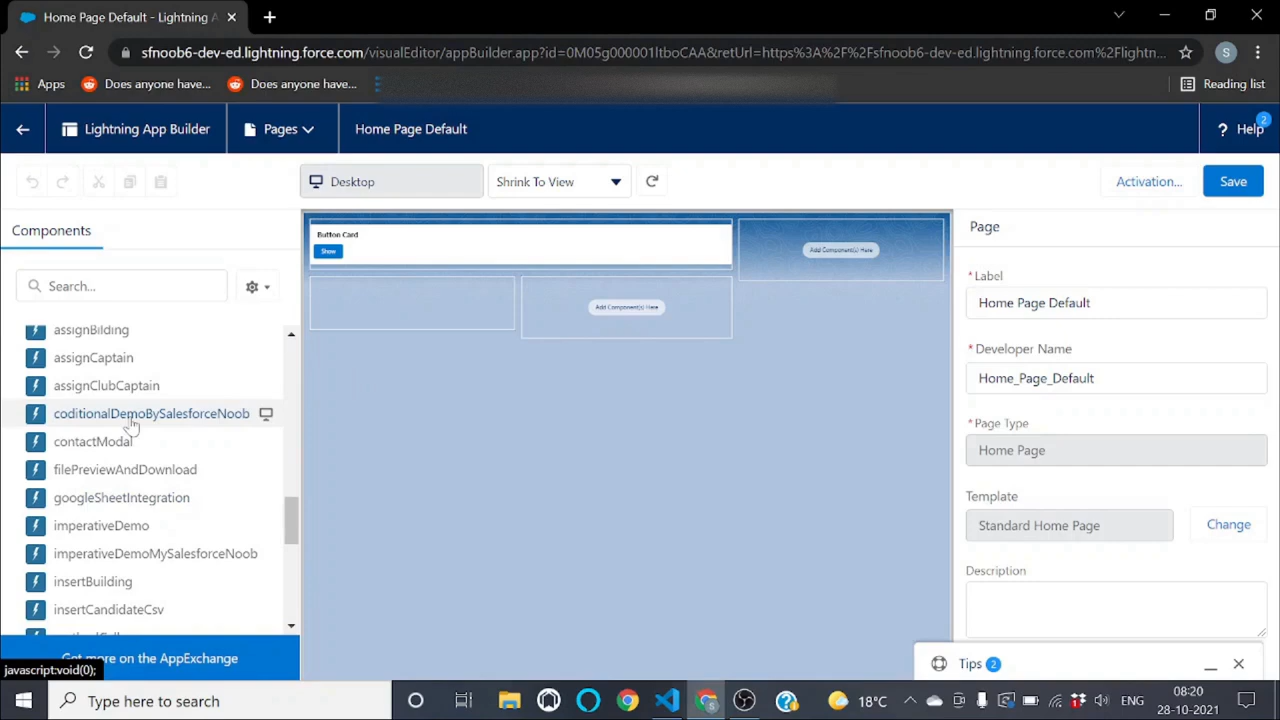 Home Page Default - Lightning A
sfnoob6-dev-ed.lightning.force.com/visualEditor/appBuilder.app?id=0M05g000001ltboCAA&retUrl=https%3A%2F%2Fsfnoob6-dev-ed.lightning.force.com%2Flightn...
S
Apps
Does anyone have...
Does anyone have...
Reading list
Lightning App Builder
Pages
Home Page Default
? Help
2
Desktop
Shrink To View
Activation...
Save
Components
Search...
assignBilding
assignCaptain
assignClubCaptain
coditionalDemoBySalesforceNoob
contactModal
filePreviewAndDownload
googleSheetIntegration
imperativeDemo
imperativeDemoMySalesforceNoob
insertBuilding
insertCandidateCsv
Get more on the AppExchange
javascript:void(0);
Button Card
Show
Add Component(s) Here
Add Component(s) Here
Page
* Label
Home Page Default
* Developer Name
Home_Page_Default
* Page Type
Home Page
Template
Standard Home Page
Change
Description
Tips 2
Type here to search
18°C
ENG
08:20
28-10-2021